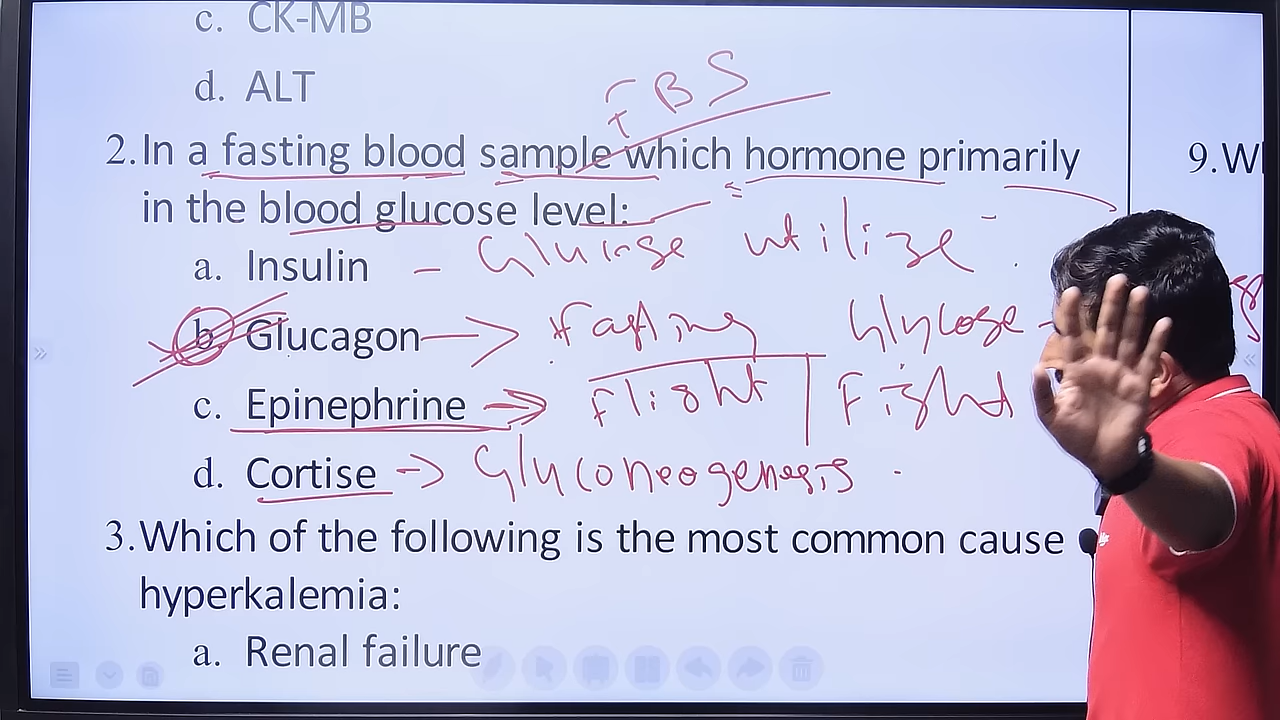 c. CK-MB
d. ALT
FBS
2. In a fasting blood sample which hormone primarily
in the blood glucose level:
a. Insulin - Glucose utilize
b. Glucagon → fasting Glycose
c. Epinephrine → flight | Fight
d. Cortise → Gluconeogenesis.
3. Which of the following is the most common cause
hyperkalemia:
a. Renal failure
9.